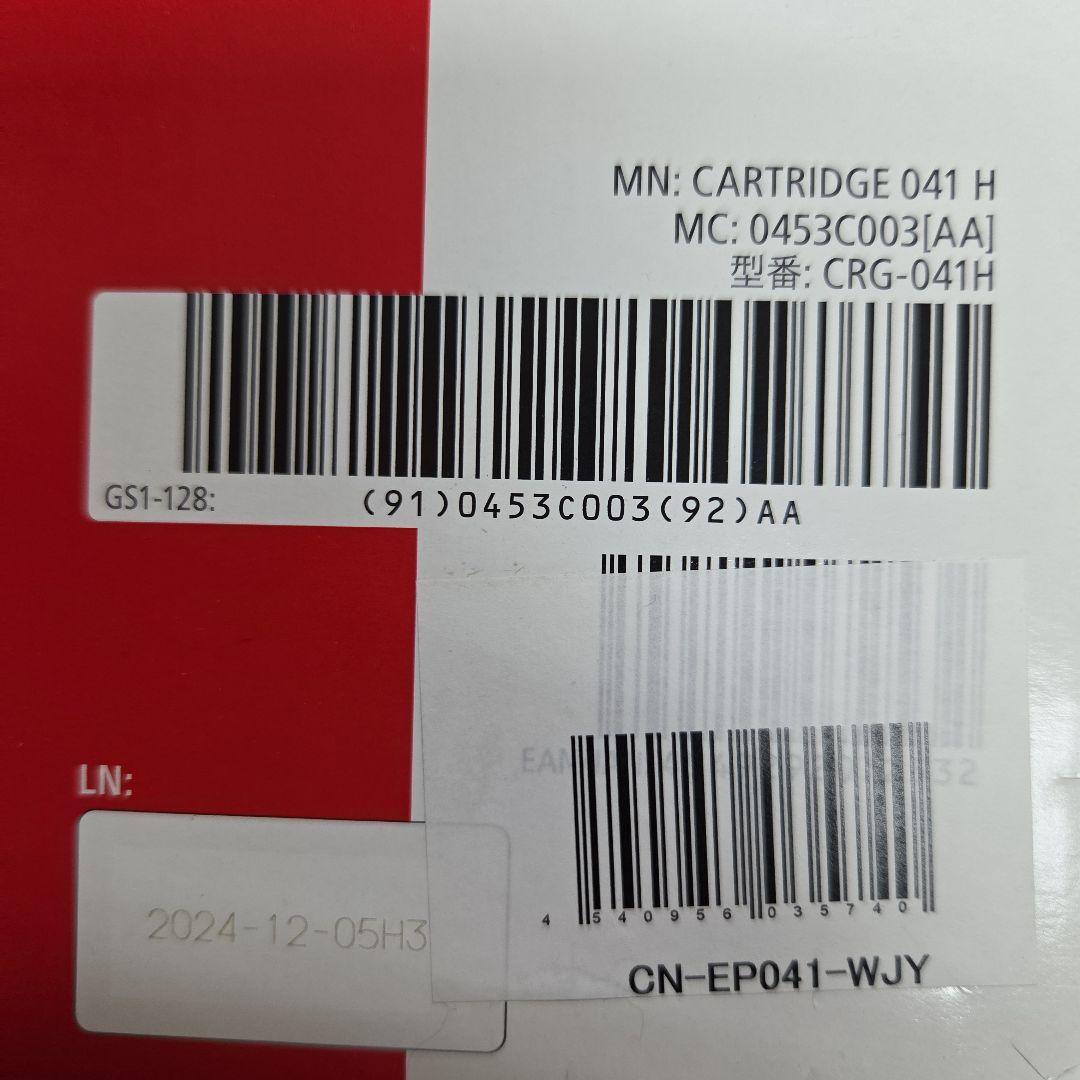 MN: CARTRIDGE 041 H
MC: 0453C003[AA]
型番: CRG-041H
GS1-128:
(91)0453C003(92)AA
LN:
2024-12-05H3
4 540956 035740
CN-EP041-WJY